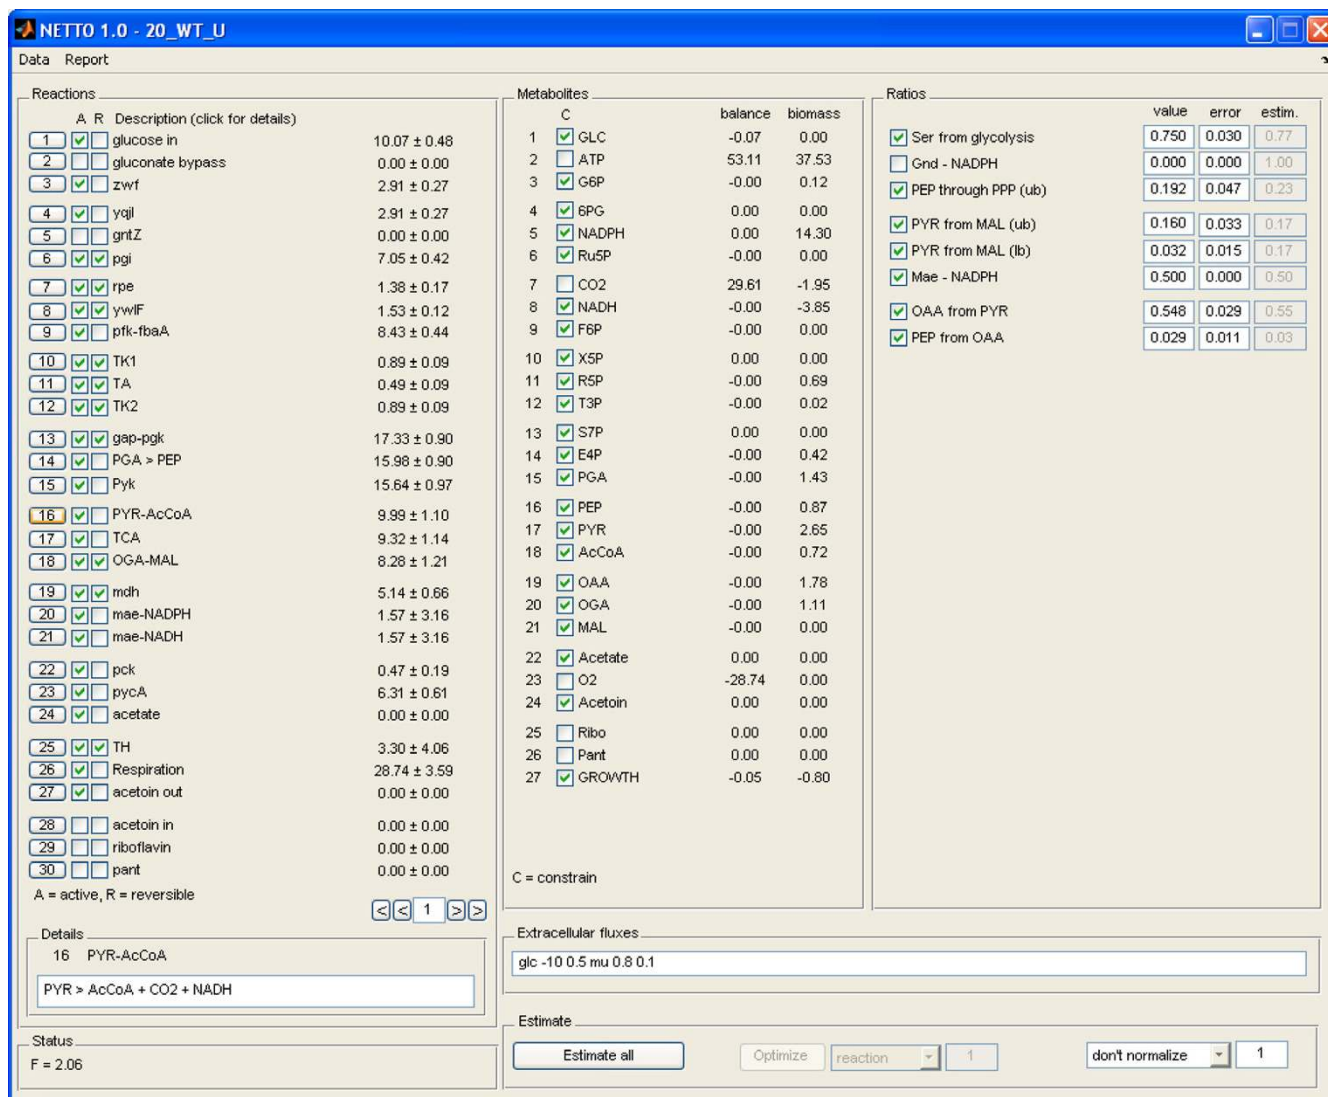 NETTO 1.0 - 20_WT_U
Data Report
Reactions
A R Description (click for details)
1 glucose in 10.07 ± 0.48
2 gluconate bypass 0.00 ± 0.00
3 zwf 2.91 ± 0.27
4 yqjI 2.91 ± 0.27
5 gntZ 0.00 ± 0.00
6 pgi 7.05 ± 0.42
7 rpe 1.38 ± 0.17
8 ywlF 1.53 ± 0.12
9 pfk-fbaA 8.43 ± 0.44
10 TK1 0.89 ± 0.09
11 TA 0.49 ± 0.09
12 TK2 0.89 ± 0.09
13 gap-pgk 17.33 ± 0.90
14 PGA > PEP 15.98 ± 0.90
15 Pyk 15.64 ± 0.97
16 PYR-AcCoA 9.99 ± 1.10
17 TCA 9.32 ± 1.14
18 OGA-MAL 8.28 ± 1.21
19 mdh 5.14 ± 0.66
20 mae-NADPH 1.57 ± 3.16
21 mae-NADH 1.57 ± 3.16
22 pck 0.47 ± 0.19
23 pycA 6.31 ± 0.61
24 acetate 0.00 ± 0.00
25 TH 3.30 ± 4.06
26 Respiration 28.74 ± 3.59
27 acetoin out 0.00 ± 0.00
28 acetoin in 0.00 ± 0.00
29 riboflavin 0.00 ± 0.00
30 pant 0.00 ± 0.00
A = active, R = reversible
< < 1 > >
Details
16 PYR-AcCoA
PYR > AcCoA + CO2 + NADH
Status
F = 2.06
Metabolites
C balance biomass
1 GLC -0.07 0.00
2 ATP 53.11 37.53
3 G6P -0.00 0.12
4 6PG 0.00 0.00
5 NADPH 0.00 14.30
6 Ru5P -0.00 0.00
7 CO2 29.61 -1.95
8 NADH -0.00 -3.85
9 F6P -0.00 0.00
10 X5P 0.00 0.00
11 R5P -0.00 0.69
12 T3P -0.00 0.02
13 S7P 0.00 0.00
14 E4P -0.00 0.42
15 PGA -0.00 1.43
16 PEP -0.00 0.87
17 PYR -0.00 2.65
18 AcCoA -0.00 0.72
19 OAA -0.00 1.78
20 OGA -0.00 1.11
21 MAL -0.00 0.00
22 Acetate 0.00 0.00
23 O2 -28.74 0.00
24 Acetoin 0.00 0.00
25 Ribo 0.00 0.00
26 Pant 0.00 0.00
27 GROWTH -0.05 -0.80
C = constrain
Ratios
value error estim.
Ser from glycolysis 0.750 0.030 0.77
Gnd - NADPH 0.000 0.000 1.00
PEP through PPP (ub) 0.192 0.047 0.23
PYR from MAL (ub) 0.160 0.033 0.17
PYR from MAL (lb) 0.032 0.015 0.17
Mae - NADPH 0.500 0.000 0.50
OAA from PYR 0.548 0.029 0.55
PEP from OAA 0.029 0.011 0.03
Extracellular fluxes
glc -10 0.5 mu 0.8 0.1
Estimate
Estimate all Optimize reaction 1 don't normalize 1